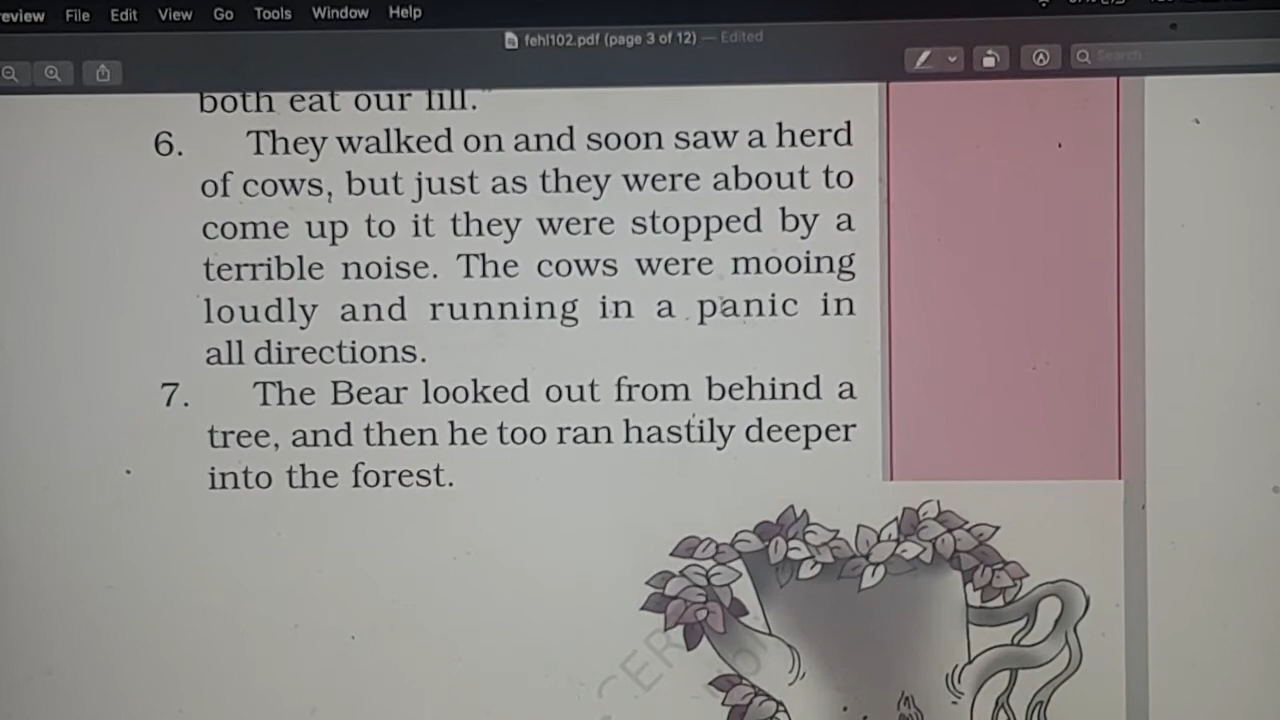 eview File Edit View Go Tools Window Help
fehl102.pdf (page 3 of 12) — Edited
Search
both eat our fill."
6. They walked on and soon saw a herd
of cows, but just as they were about to
come up to it they were stopped by a
terrible noise. The cows were mooing
loudly and running in a panic in
all directions.
7. The Bear looked out from behind a
tree, and then he too ran hastily deeper
into the forest.
CER